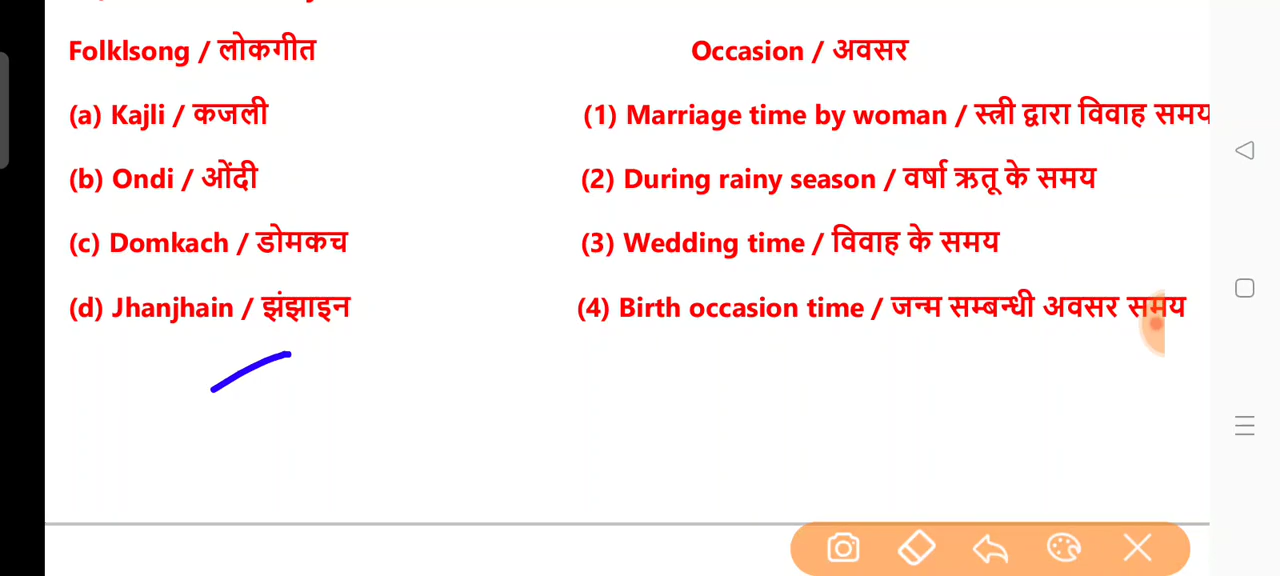 Folklsong / लोकगीत Occasion / अवसर
(a) Kajli / कजली (1) Marriage time by woman / स्त्री द्वारा विवाह समय
(b) Ondi / ओंदी (2) During rainy season / वर्षा ऋतू के समय
(c) Domkach / डोमकच (3) Wedding time / विवाह के समय
(d) Jhanjhain / झंझाइन (4) Birth occasion time / जन्म सम्बन्धी अवसर समय